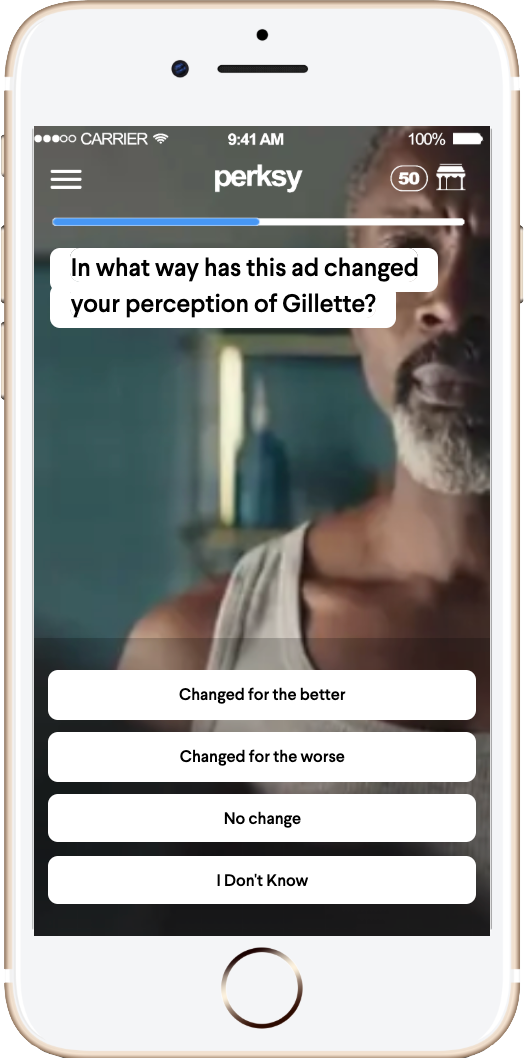 CARRIER 9:41 AM 100%
perksy 50
In what way has this ad changed
your perception of Gillette?
Changed for the better
Changed for the worse
No change
I Don't Know